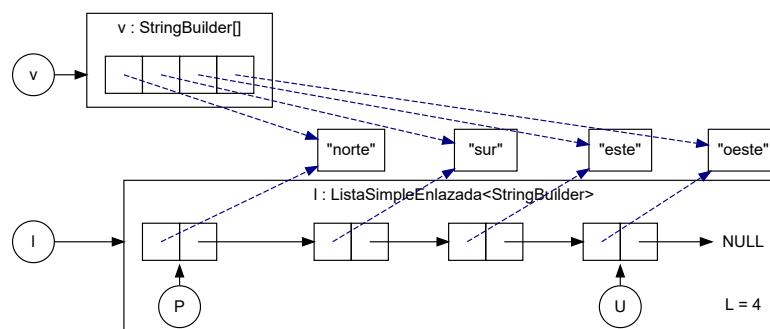 v : StringBuilder[]
v
"norte" "sur" "este" "oeste"
l : ListaSimpleEnlazada<StringBuilder>
l
NULL
P U L = 4